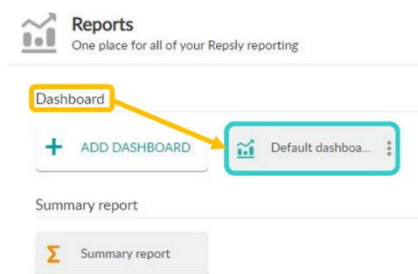 Reports
One place for all of your Repsly reporting
Dashboard
+ ADD DASHBOARD
Default dashboa...
Summary report
Σ Summary report